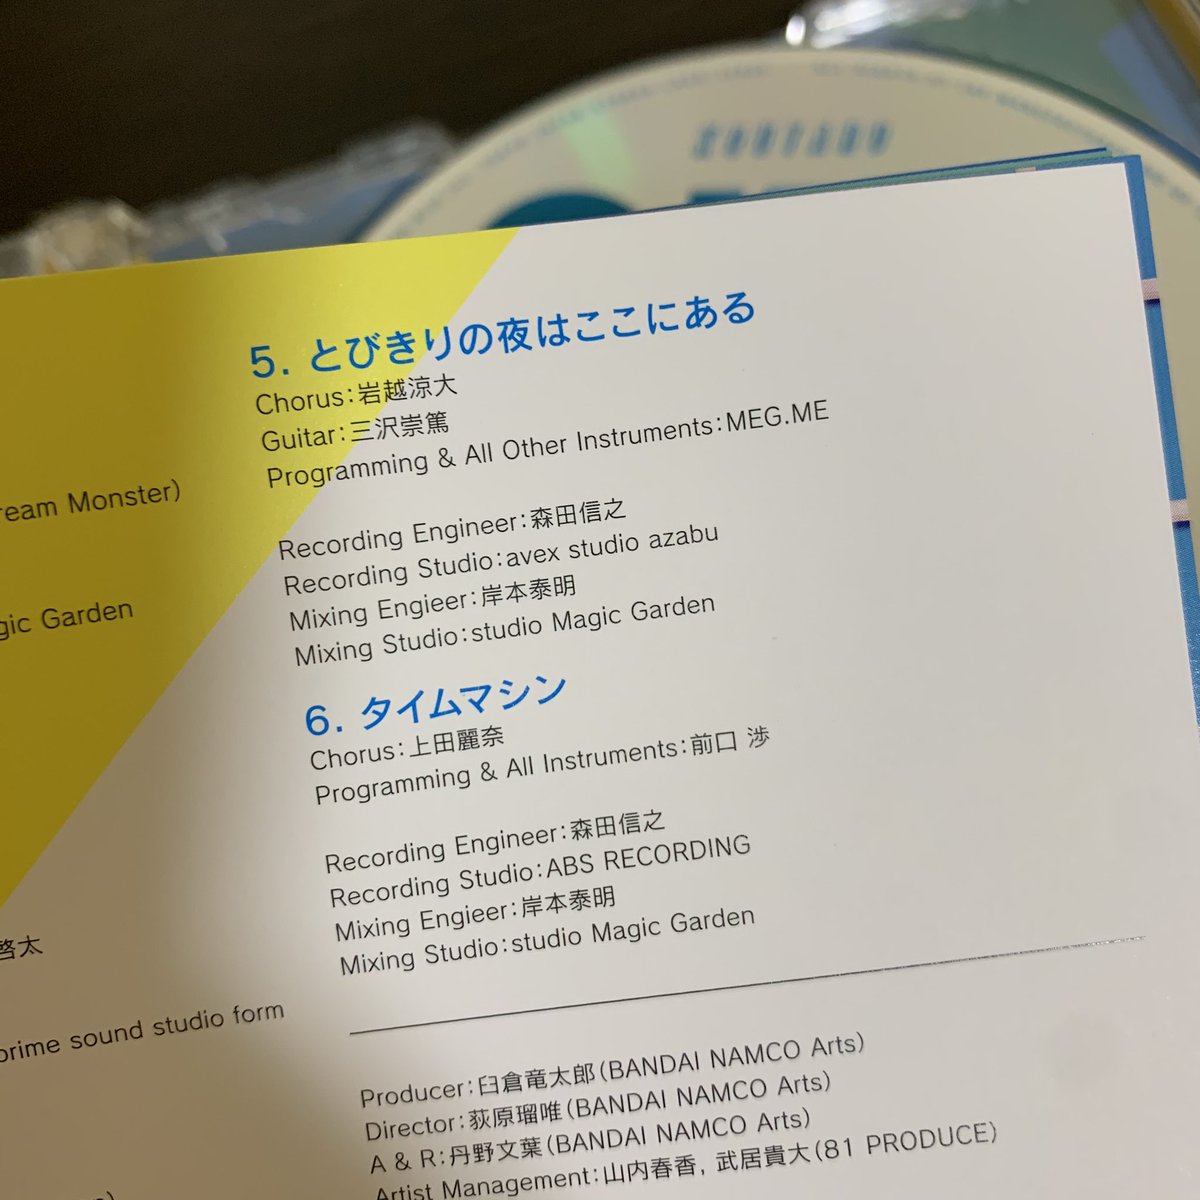 5. とびきりの夜はここにある
Chorus:岩越涼大
Guitar:三沢崇篤
Programming & All Other Instruments:MEG.ME
Recording Engineer:森田信之
Recording Studio:avex studio azabu
Mixing Engieer:岸本泰明
Mixing Studio:studio Magic Garden
6. タイムマシン
Chorus:上田麗奈
Programming & All Instruments:前口 渉
Recording Engineer:森田信之
Recording Studio:ABS RECORDING
Mixing Engieer:岸本泰明
Mixing Studio:studio Magic Garden
Producer:臼倉竜太郎(BANDAI NAMCO Arts)
Director:荻原瑠唯(BANDAI NAMCO Arts)
A & R:丹野文葉(BANDAI NAMCO Arts)
Artist Management:山内春香, 武居貴大(81 PRODUCE)
ream Monster)
gic Garden
啓太
prime sound studio form